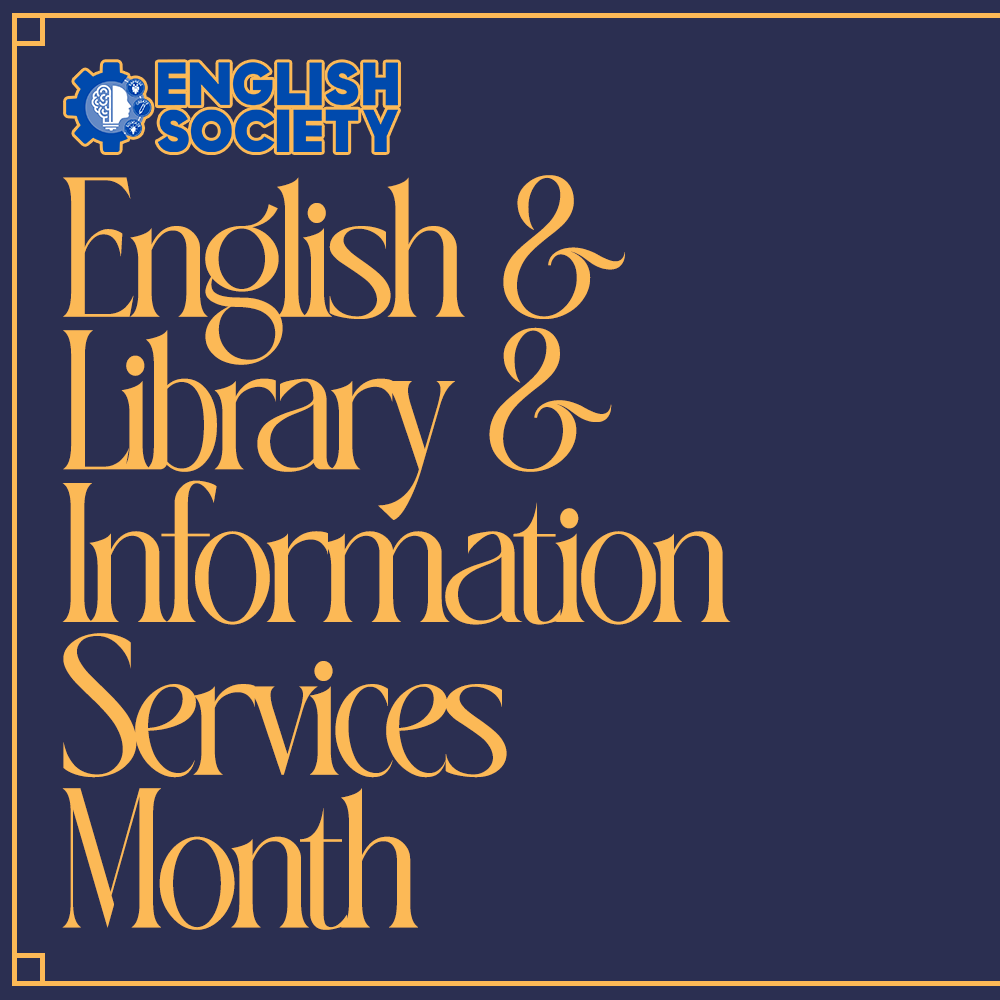 ENGLISH
SOCIETY
English &
Library &
Information
Services
Month